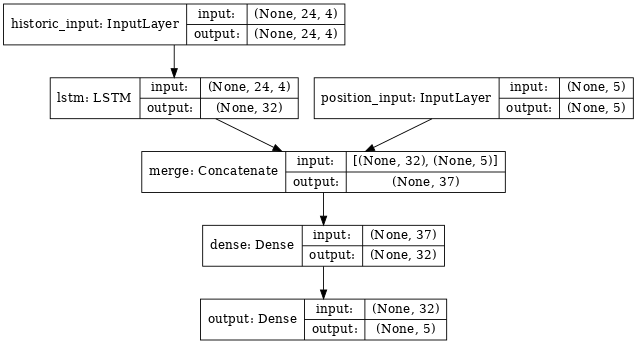 historic_input: InputLayer
input: (None, 24, 4)
output: (None, 24, 4)
lstm: LSTM
input: (None, 24, 4)
output: (None, 32)
position_input: InputLayer
input: (None, 5)
output: (None, 5)
merge: Concatenate
input: [(None, 32), (None, 5)]
output: (None, 37)
dense: Dense
input: (None, 37)
output: (None, 32)
output: Dense
input: (None, 32)
output: (None, 5)